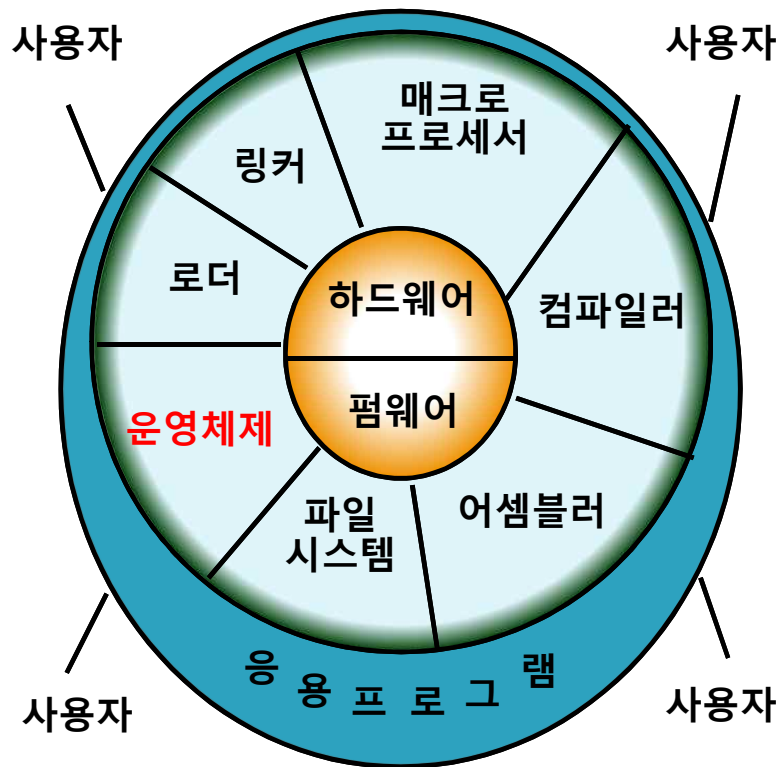 사용자
사용자
매크로
프로세서
링커
로더
하드웨어
컴파일러
펌웨어
운영체제
파일
시스템
어셈블러
응용프로그램
사용자
사용자